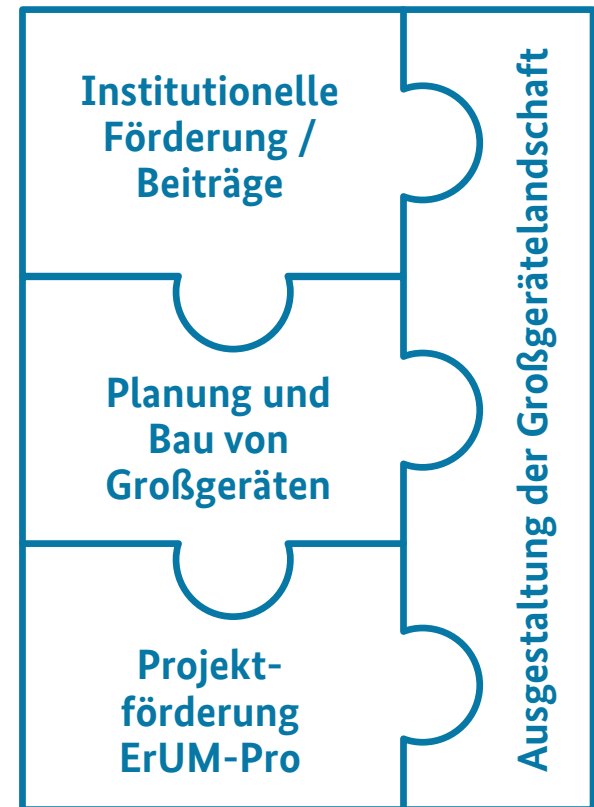 Institutionelle
Förderung /
Beiträge
Planung und
Bau von
Großgeräten
Projekt-
förderung
ErUM-Pro
Ausgestaltung der Großgerätelandschaft